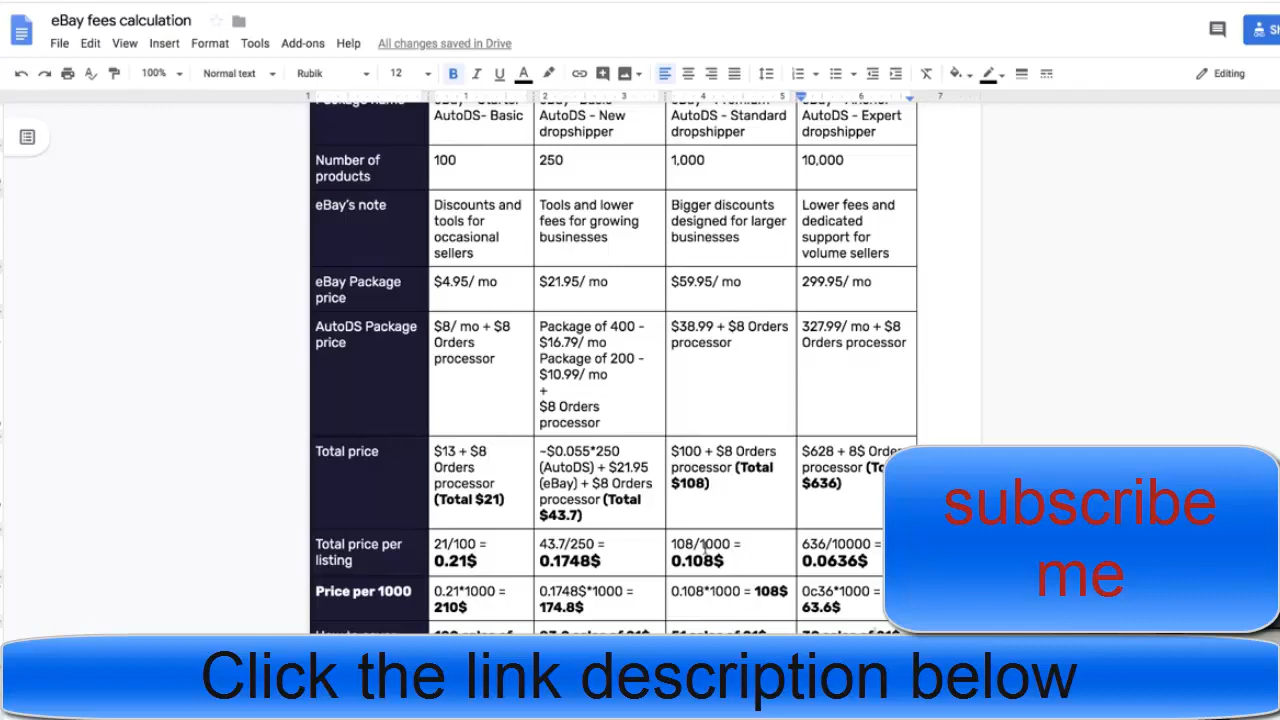 eBay fees calculation
File Edit View Insert Format Tools Add-ons Help All changes saved in Drive
100% Normal text Rubik 12 Editing
1 1 2 3 4 5 6 7
AutoDS- Basic
AutoDS - New
dropshipper
AutoDS - Standard
dropshipper
AutoDS - Expert
dropshipper
Number of
products
100
250
1,000
10,000
eBay's note
Discounts and
tools for
occasional
sellers
Tools and lower
fees for growing
businesses
Bigger discounts
designed for larger
businesses
Lower fees and
dedicated
support for
volume sellers
eBay Package
price
$4.95/ mo
$21.95/ mo
$59.95/ mo
299.95/ mo
AutoDS Package
price
$8/ mo + $8
Orders
processor
Package of 400 -
$16.79/ mo
Package of 200 -
$10.99/ mo
+
$8 Orders
processor
$38.99 + $8 Orders
processor
327.99/ mo + $8
Orders processor
Total price
$13 + $8
Orders
processor
(Total $21)
~$0.055*250
(AutoDS) + $21.95
(eBay) + $8 Orders
processor (Total
$43.7)
$100 + $8 Orders
processor (Total
$108)
$628 + 8$
processor
$636)
Total price per
listing
21/100 =
0.21$
43.7/250 =
0.1748$
108/1000 =
0.108$
636/10000 =
0.0636$
Price per 1000
0.21*1000 =
210$
0.1748$*1000 =
174.8$
0.108*1000 = 108$
0c36*1000 =
63.6$
subscribe
me
Click the link description below